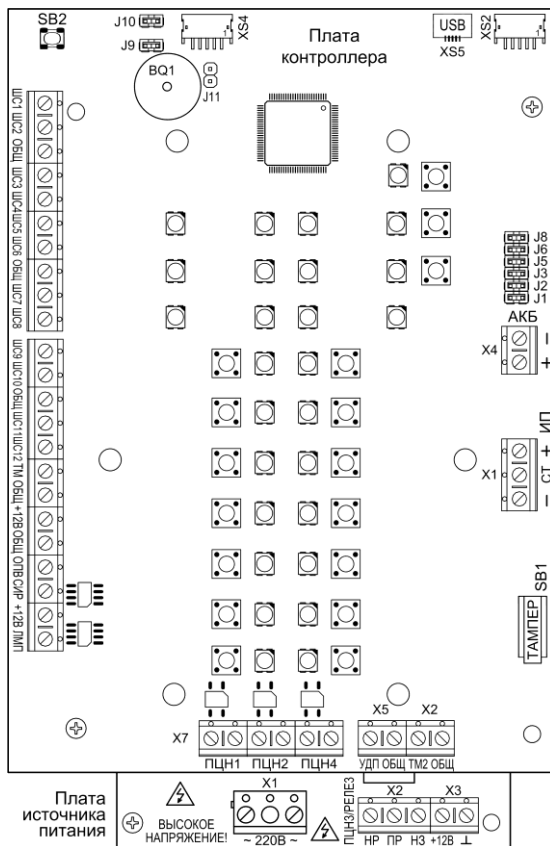 SB2
J10
J9
BQ1
J11
XS4
1
Плата
контроллера
USB
XS5
XS2
1
ШС1 ШС2 ОБЩ ШС3 ШС4 ШС5 ШС6 ОБЩ ШС7 ШС8
J8
J6
J5
J3
J2
J1
АКБ
X4
–
+
ШС9 ШС10 ОБЩ ШС11 ШС12 ТМ ОБЩ +12В ОБЩ ОПВ СИР +12В ЛМП
X1
– СТ + ИП
SB1
ТАМПЕР
X7
ПЦН1 ПЦН2 ПЦН4
X5 X2
УДП ОБЩ ТМ2 ОБЩ
Плата
источника
питания
ВЫСОКОЕ
НАПРЯЖЕНИЕ!
X1
~ 220В ~
ПЦН3/РЕЛЕ3
X2 X3
НР ПР НЗ +12В ⊥